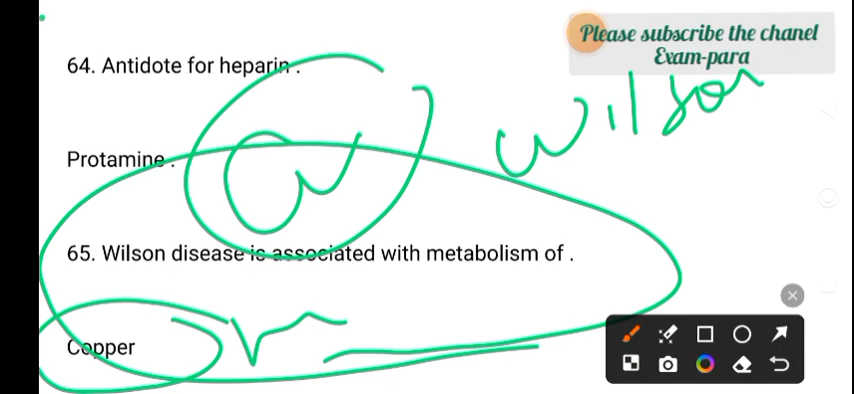 Please subscribe the chanel
Exam-para
64. Antidote for heparin .
Wilson
Protamine .
65. Wilson disease is associated with metabolism of .
Copper